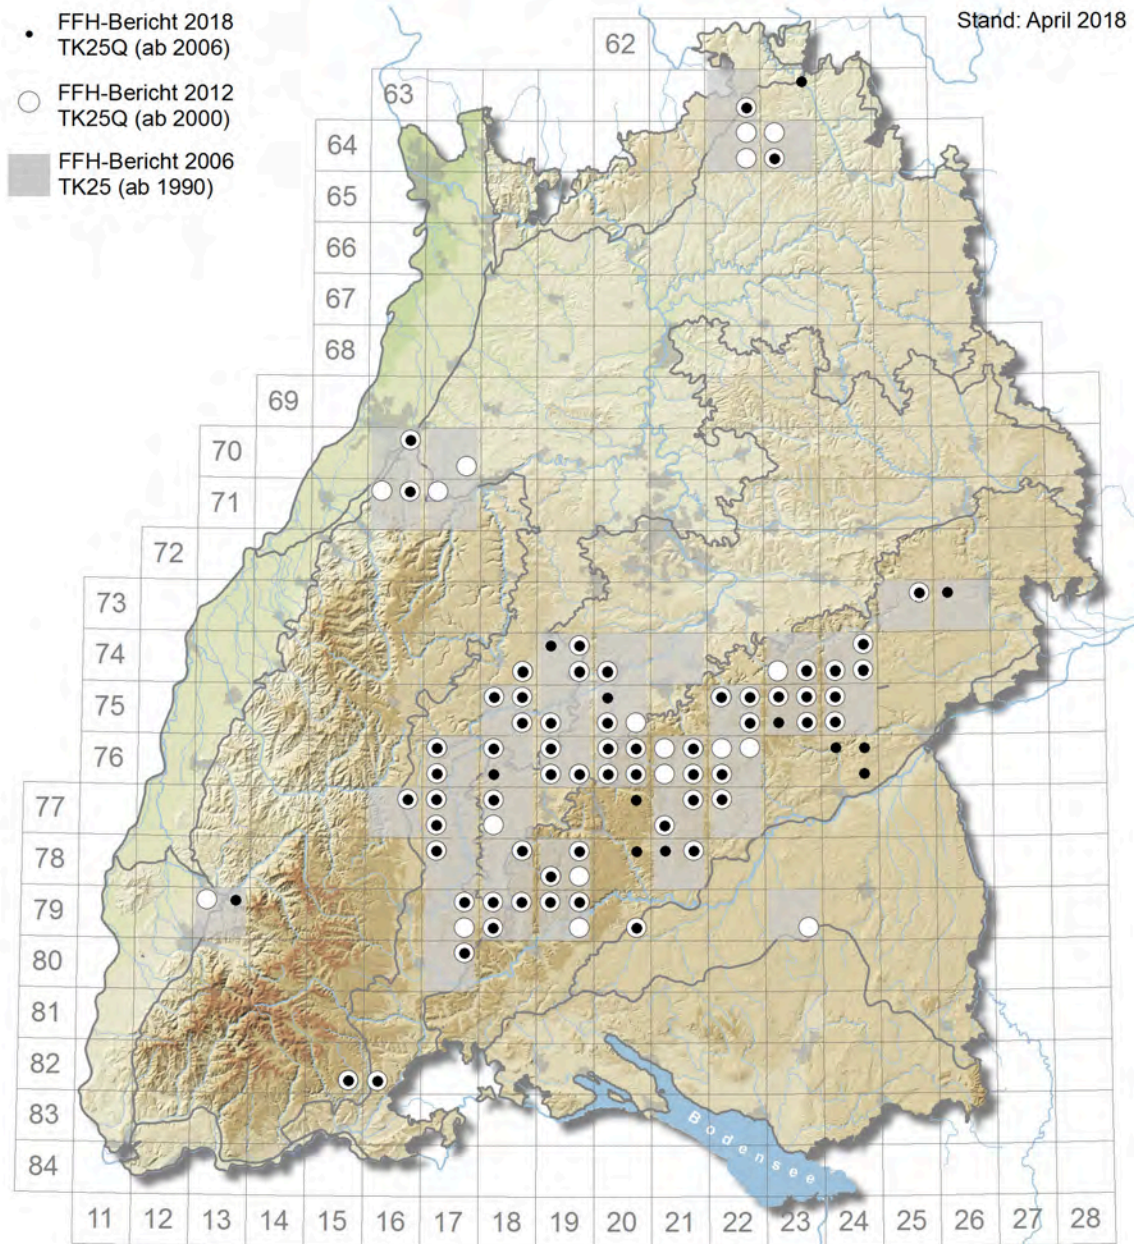 FFH-Bericht 2018
TK25Q (ab 2006)
FFH-Bericht 2012
TK25Q (ab 2000)
FFH-Bericht 2006
TK25 (ab 1990)
Stand: April 2018
62
63
64
65
66
67
68
69
70
71
72
73
74
75
76
77
78
79
80
81
82
83
84
Bodensee
11 12 13 14 15 16 17 18 19 20 21 22 23 24 25 26 27 28